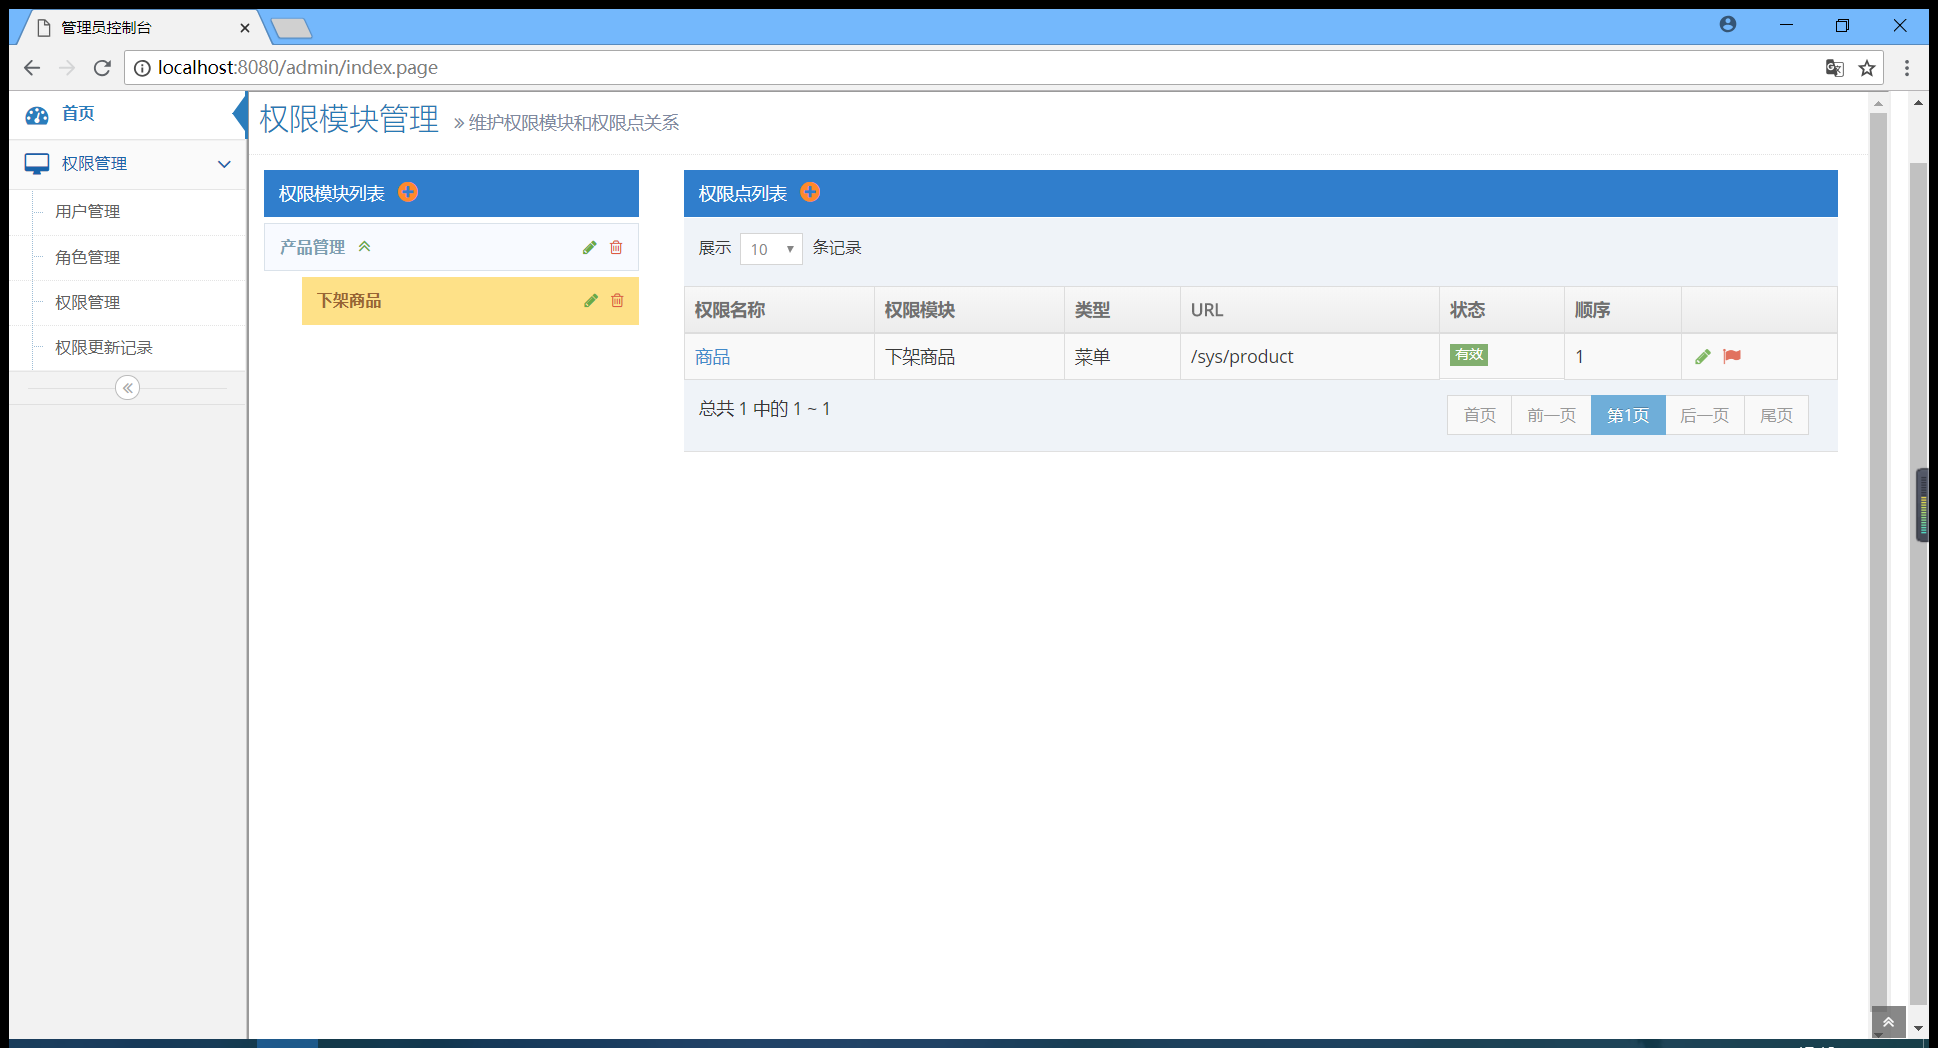 管理员控制台
localhost:8080/admin/index.page
首页
权限管理
用户管理
角色管理
权限管理
权限更新记录
权限模块管理 » 维护权限模块和权限点关系
权限模块列表
产品管理
下架商品
权限点列表
展示 10 条记录
权限名称 权限模块 类型 URL 状态 顺序
商品 下架商品 菜单 /sys/product 有效 1
总共 1 中的 1 ~ 1
首页 前一页 第1页 后一页 尾页